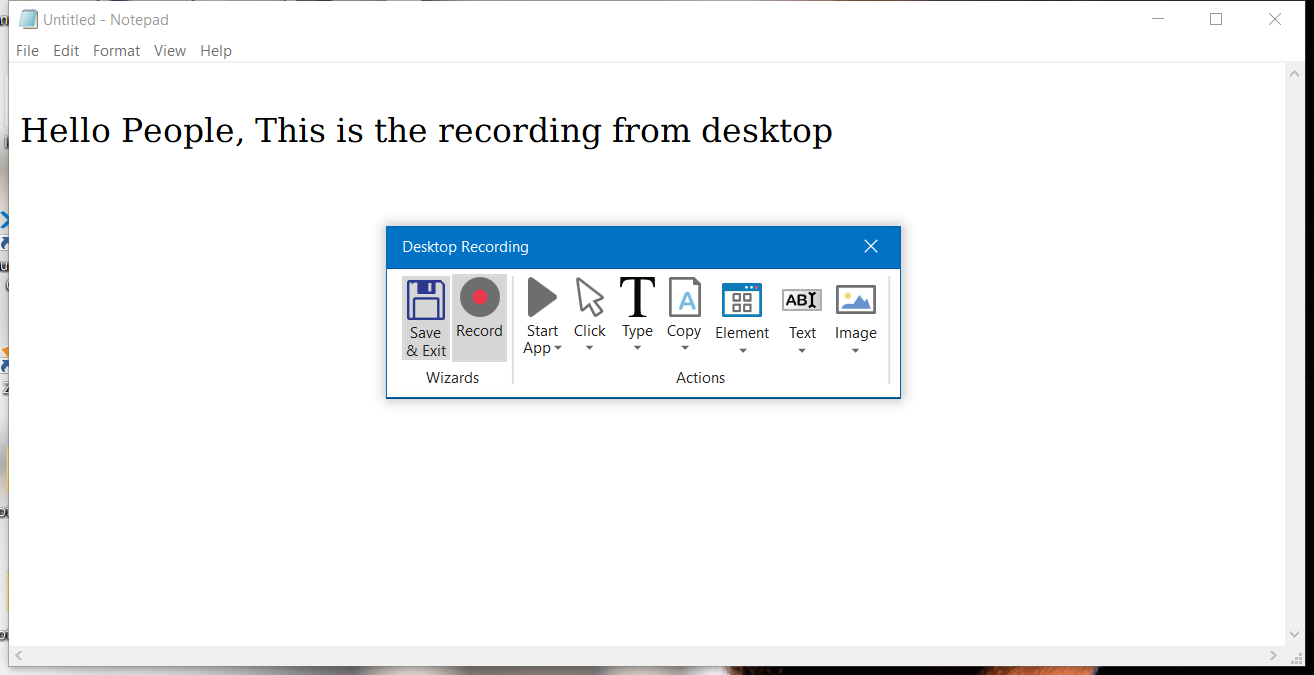 Untitled - Notepad
File Edit Format View Help
Hello People, This is the recording from desktop
Desktop Recording
Save & Exit
Record
Start App
Click
Type
Copy
Element
Text
Image
Wizards
Actions